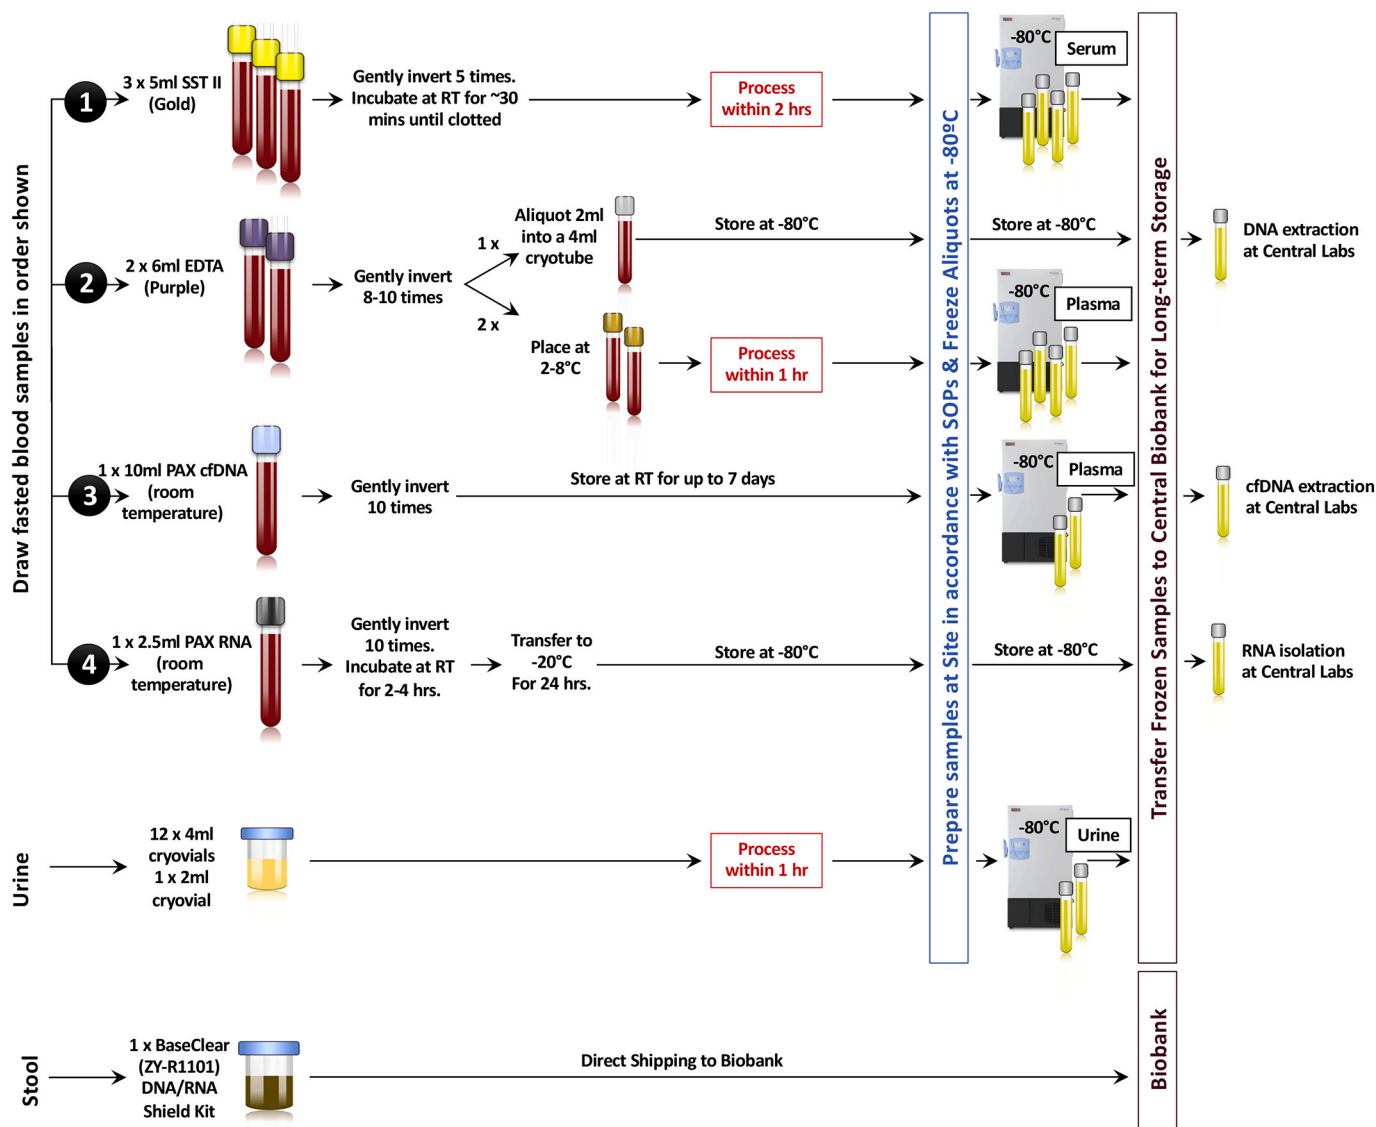 Draw fasted blood samples in order shown
1
3 x 5ml SST II
(Gold)
Gently invert 5 times.
Incubate at RT for ~30
mins until clotted
Process
within 2 hrs
-80°C
Serum
2
2 x 6ml EDTA
(Purple)
Gently invert
8-10 times
1 x
Aliquot 2ml
into a 4ml
cryotube
Store at -80°C
Store at -80°C
DNA extraction
at Central Labs
2 x
Place at
2-8°C
Process
within 1 hr
-80°C
Plasma
3
1 x 10ml PAX cfDNA
(room
temperature)
Gently invert
10 times
Store at RT for up to 7 days
-80°C
Plasma
cfDNA extraction
at Central Labs
4
1 x 2.5ml PAX RNA
(room
temperature)
Gently invert
10 times.
Incubate at RT
for 2-4 hrs.
Transfer to
-20°C
For 24 hrs.
Store at -80°C
Store at -80°C
RNA isolation
at Central Labs
Prepare samples at Site in accordance with SOPs & Freeze Aliquots at -80ºC
Transfer Frozen Samples to Central Biobank for Long-term Storage
Urine
12 x 4ml
cryovials
1 x 2ml
cryovial
Process
within 1 hr
-80°C
Urine
Stool
1 x BaseClear
(ZY-R1101)
DNA/RNA
Shield Kit
Direct Shipping to Biobank
Biobank